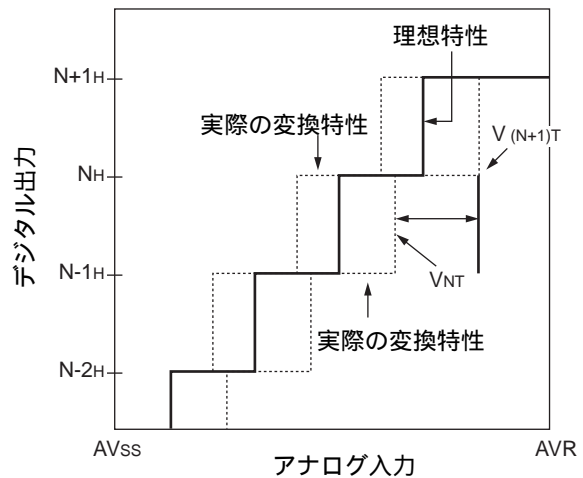 理想特性
N+1H
実際の変換特性
V (N+1)T
NH
デジタル出力
N-1H
VNT
実際の変換特性
N-2H
AVSS
AVR
アナログ入力